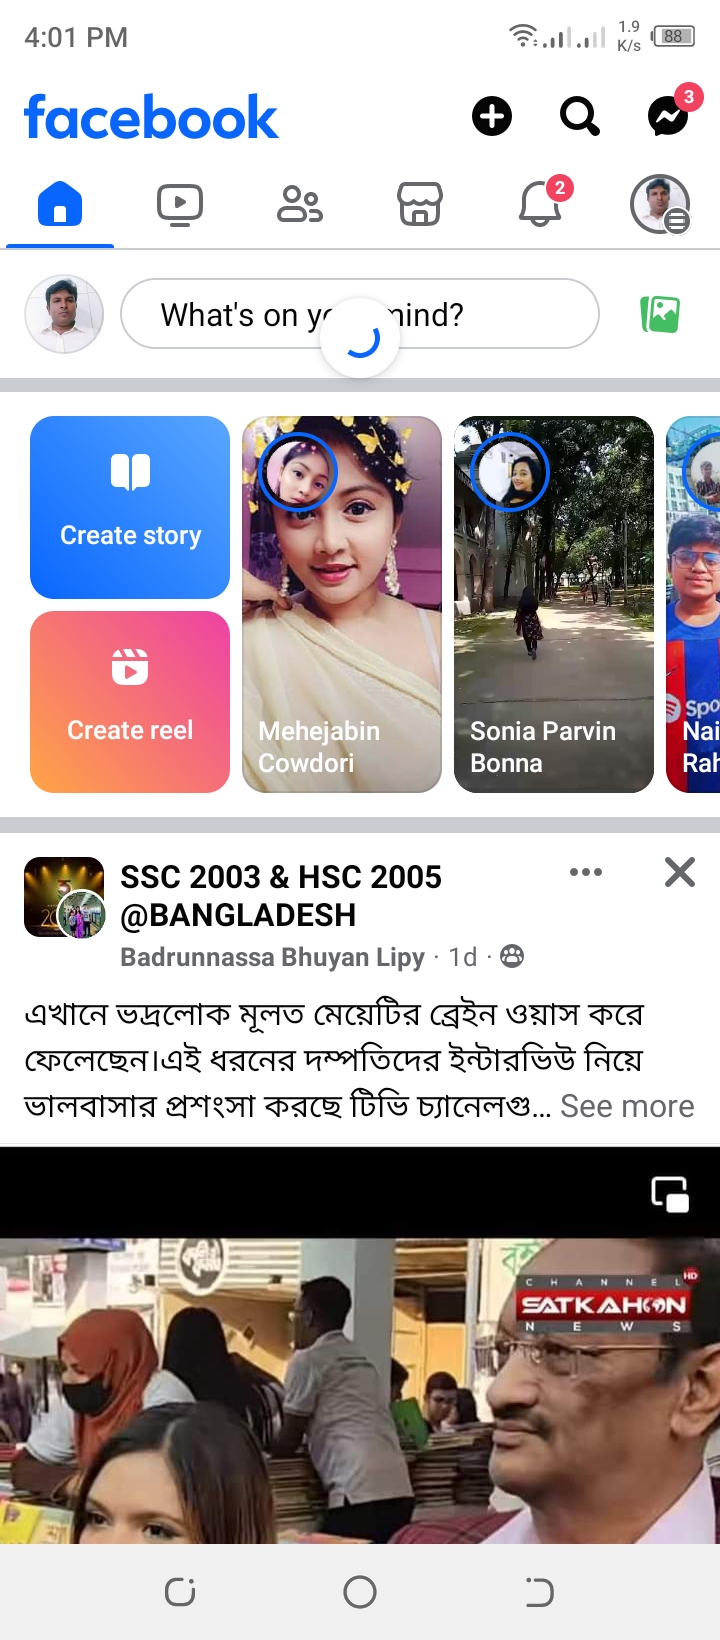 4:01 PM
1.9
K/s
88
facebook
3
2
What's on mind?
Create story
Create reel
Mehejabin
Cowdori
Sonia Parvin
Bonna
Spo
Nai
Rah
SSC 2003 & HSC 2005
@BANGLADESH
Badrunnassa Bhuyan Lipy · 1d ·
এখানে ভদ্রলোক মূলত মেয়েটির ব্রেইন ওয়াস করে
ফেলেছেন।এই ধরনের দম্পতিদের ইন্টারভিউ নিয়ে
ভালবাসার প্রশংসা করছে টিভি চ্যানেলগু... See more
CHANNEL HD
SATKAHON
NEWS